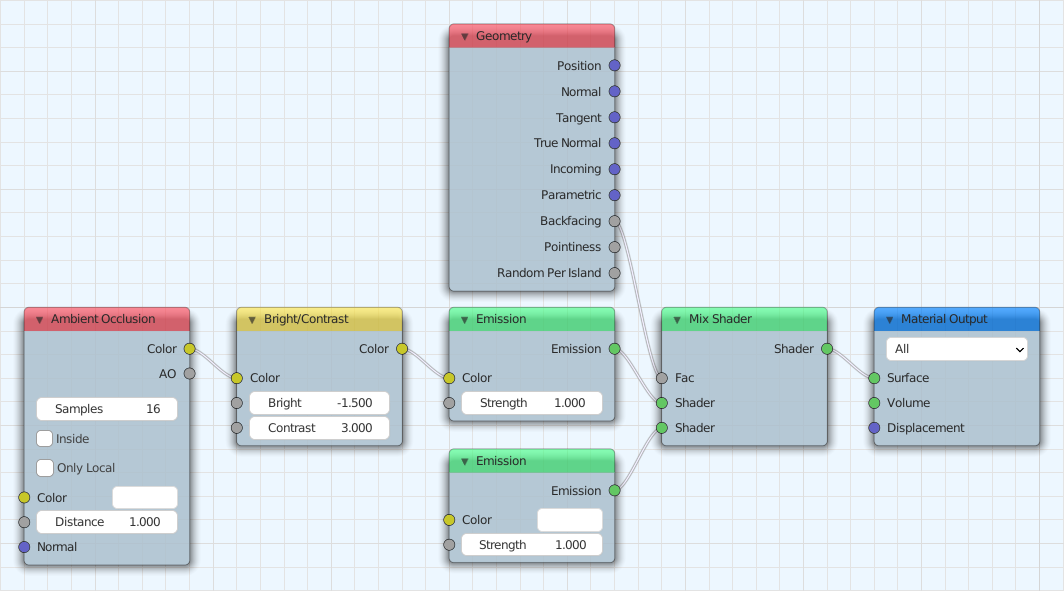 ▼ Geometry
Position
Normal
Tangent
True Normal
Incoming
Parametric
Backfacing
Pointiness
Random Per Island
▼ Ambient Occlusion
Color
AO
Samples 16
Inside
Only Local
Color
Distance 1.000
Normal
▼ Bright/Contrast
Color
Color
Bright -1.500
Contrast 3.000
▼ Emission
Emission
Color
Strength 1.000
▼ Emission
Emission
Color
Strength 1.000
▼ Mix Shader
Shader
Fac
Shader
Shader
▼ Material Output
All
Surface
Volume
Displacement